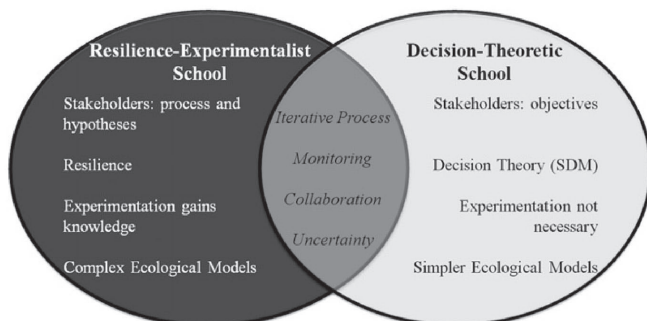 Resilience-Experimentalist
School
Stakeholders: process and
hypotheses
Resilience
Experimentation gains
knowledge
Complex Ecological Models
Iterative Process
Monitoring
Collaboration
Uncertainty
Decision-Theoretic
School
Stakeholders: objectives
Decision Theory (SDM)
Experimentation not
necessary
Simpler Ecological Models